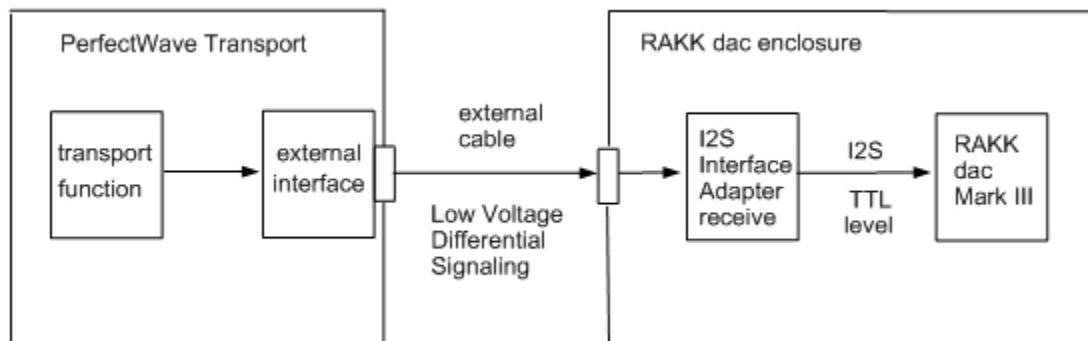 PerfectWave Transport
transport
function
external
interface
external
cable
Low Voltage
Differential
Signaling
RAKK dac enclosure
I2S
Interface
Adapter
receive
I2S
TTL
level
RAKK
dac
Mark III